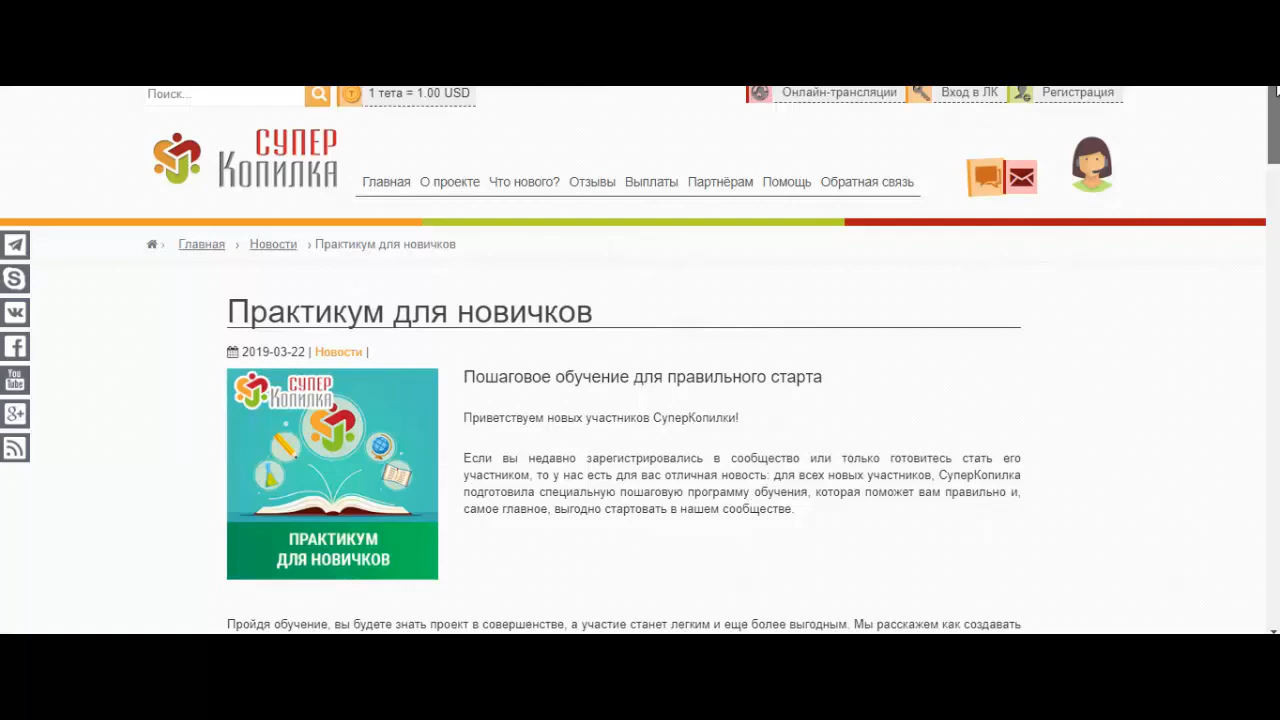 Поиск...
1 тета = 1.00 USD
Онлайн-трансляции
Вход в ЛК
Регистрация
СУПЕР
КОПИЛКА
Главная О проекте Что нового? Отзывы Выплаты Партнёрам Помощь Обратная связь
› Главная › Новости › Практикум для новичков
Практикум для новичков
2019-03-22 | Новости |
СУПЕР
КОПИЛКА
ПРАКТИКУМ
ДЛЯ НОВИЧКОВ
Пошаговое обучение для правильного старта
Приветствуем новых участников СуперКопилки!
Если вы недавно зарегистрировались в сообщество или только готовитесь стать его
участником, то у нас есть для вас отличная новость: для всех новых участников, СуперКопилка
подготовила специальную пошаговую программу обучения, которая поможет вам правильно и,
самое главное, выгодно стартовать в нашем сообществе.
Пройдя обучение, вы будете знать проект в совершенстве, а участие станет легким и еще более выгодным. Мы расскажем как создавать
You
Tube
g+